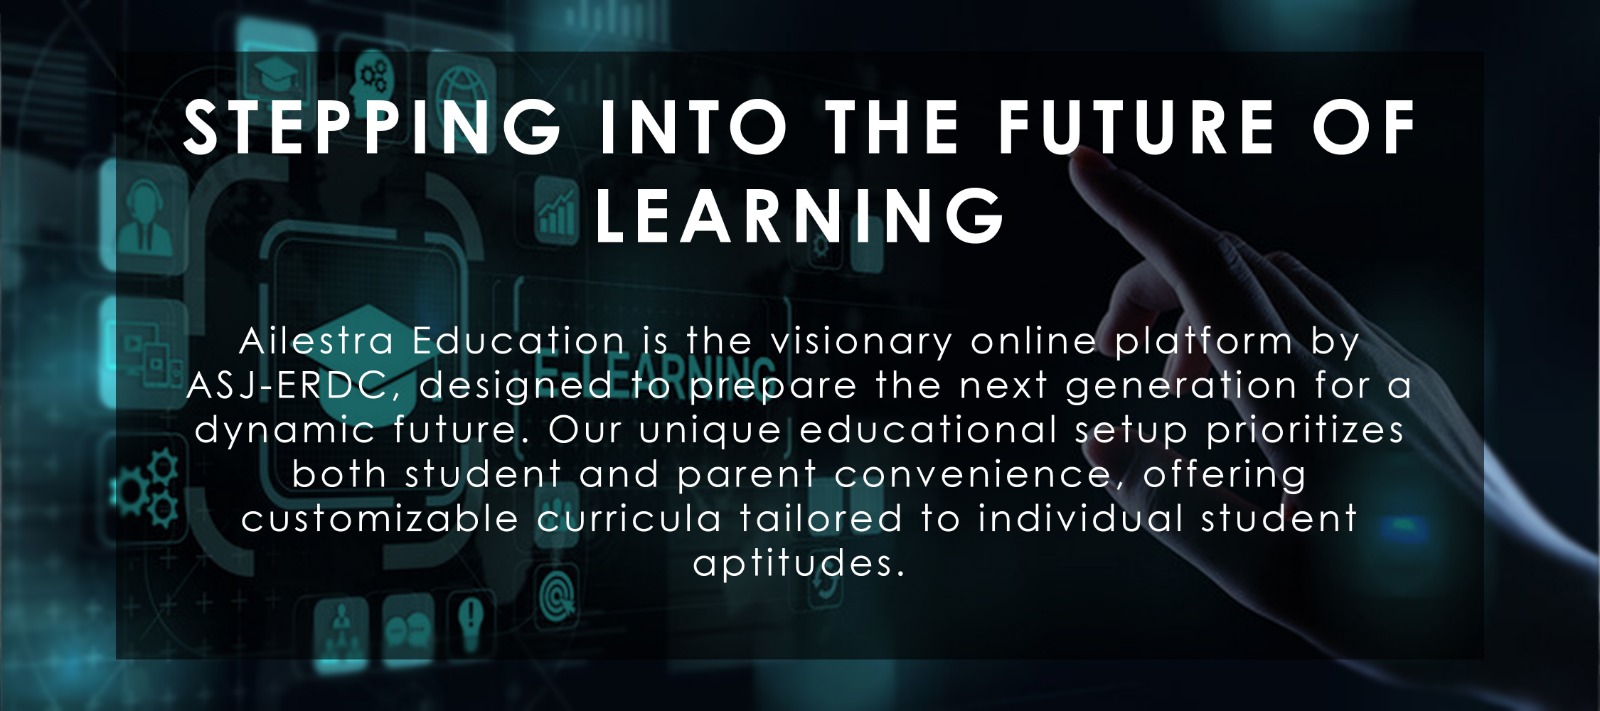 STEPPING INTO THE FUTURE OF
LEARNING
Ailestra Education is the visionary online platform by
ASJ-ERDC, designed to prepare the next generation for a
dynamic future. Our unique educational setup prioritizes
both student and parent convenience, offering
customizable curricula tailored to individual student
aptitudes.
E-LEARNING